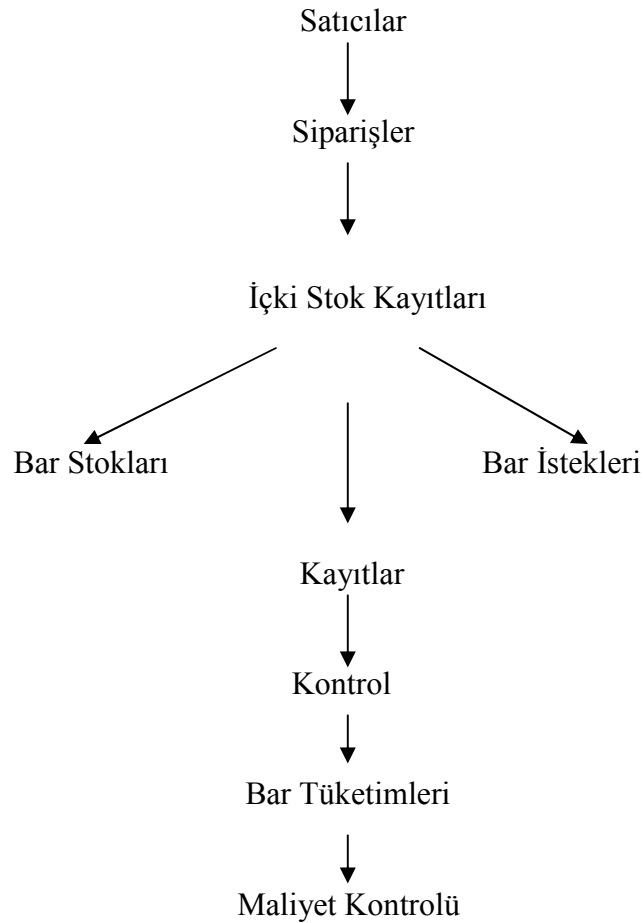 Satıcılar
Siparişler
İçki Stok Kayıtları
Bar Stokları
Bar İstekleri
Kayıtlar
Kontrol
Bar Tüketimleri
Maliyet Kontrolü